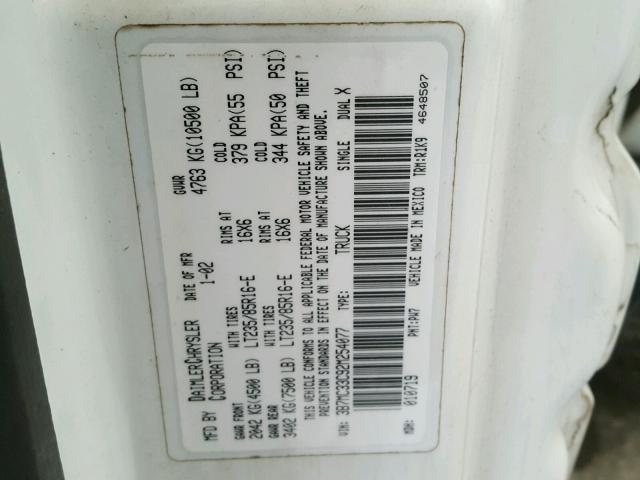 MFD BY DAIMLERCHRYSLER CORPORATION DATE OF MFR 1-02 GVWR 4763 KG(10500 LB)
GAWR FRONT WITH TIRES RIMS AT COLD
2042 KG(4500 LB) LT235/85R16-E 16X6 379 KPA(55 PSI)
GAWR REAR WITH TIRES RIMS AT COLD
3402 KG(7500 LB) LT235/85R16-E 16X6 344 KPA(50 PSI)
THIS VEHICLE CONFORMS TO ALL APPLICABLE FEDERAL MOTOR VEHICLE SAFETY AND THEFT
PREVENTION STANDARDS IN EFFECT ON THE DATE OF MANUFACTURE SHOWN ABOVE.
3B7MC33C92M254077 TYPE: TRUCK SINGLE DUAL X
MDH: 010719 PNT:PW7 VEHICLE MADE IN MEXICO TRM:R1K9 4648507